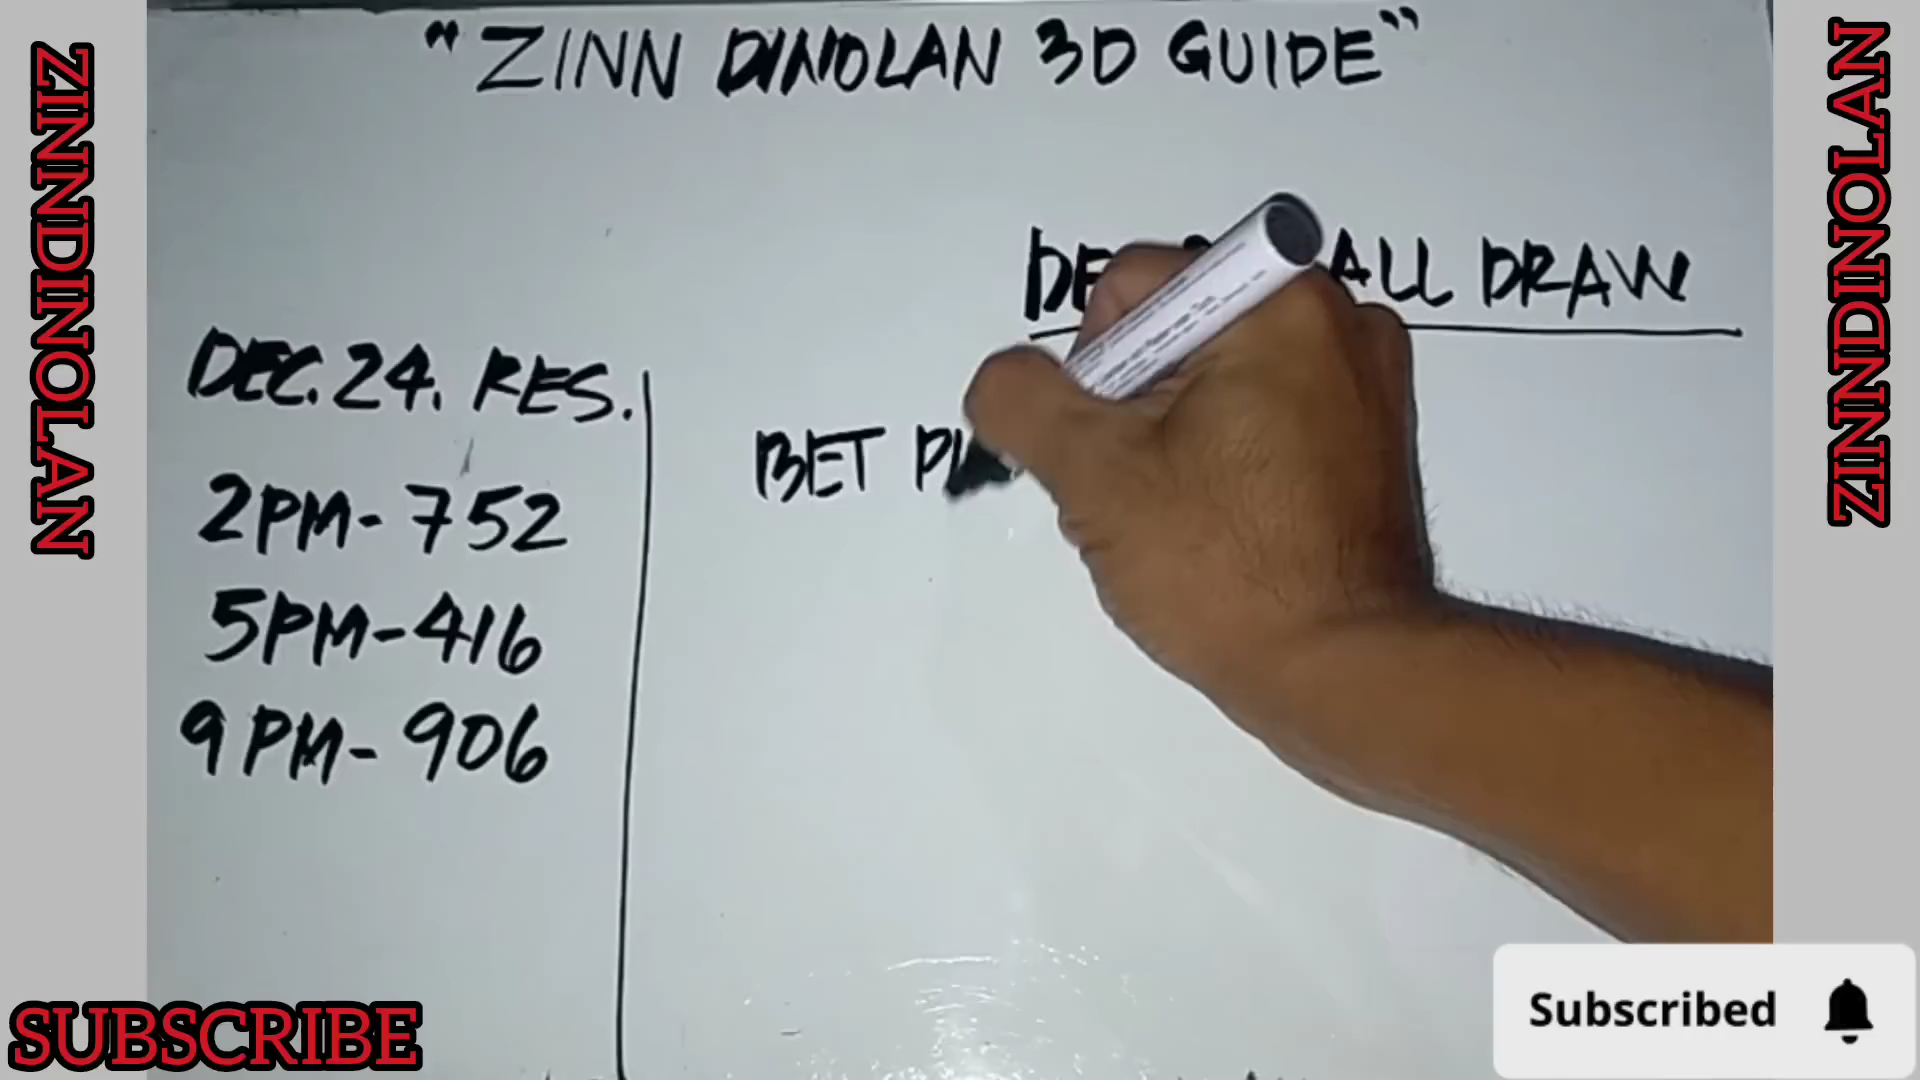 "ZINN DINOLAN 3D GUIDE"
ZINNDINOLAN
ZINNDINOLAN
ALL DRAW
DEC. 24. RES.
2PM- 752
5PM-416
9PM- 906
BET
SUBSCRIBE
Subscribed